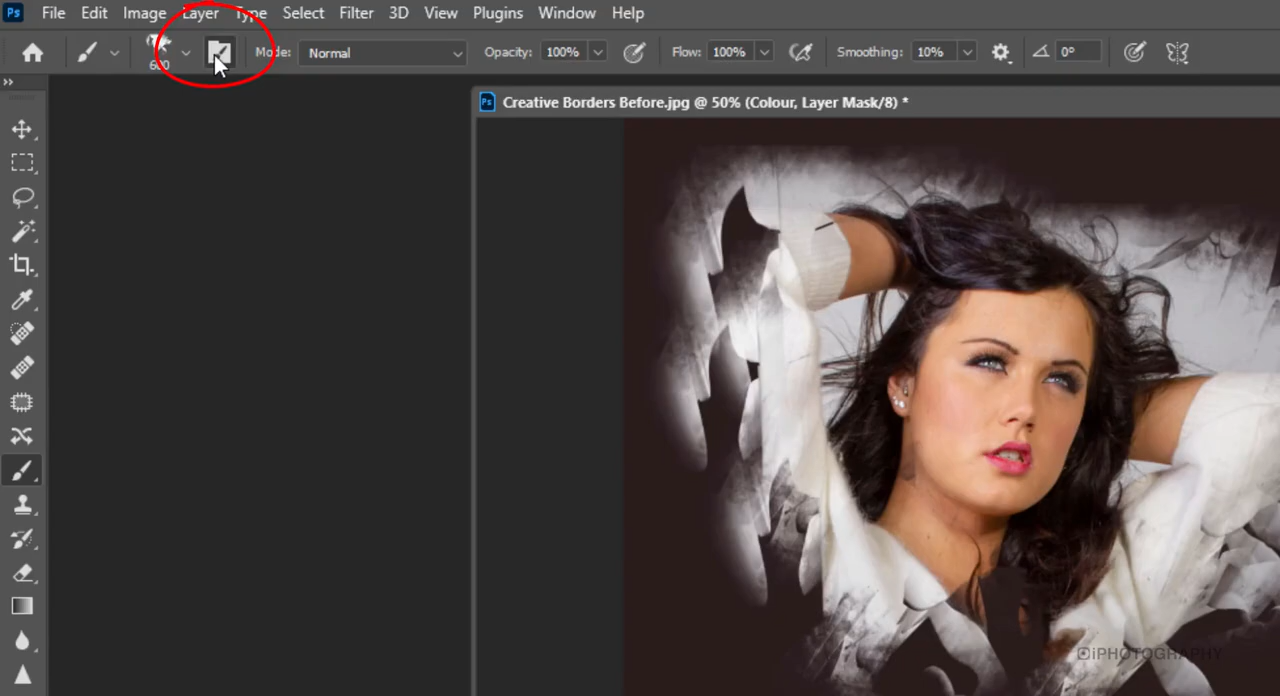 Ps File Edit Image Layer Type Select Filter 3D View Plugins Window Help
600 Mode: Normal Opacity: 100% Flow: 100% Smoothing: 10% 0°
Ps Creative Borders Before.jpg @ 50% (Colour, Layer Mask/8) *
iPHOTOGRAPHY